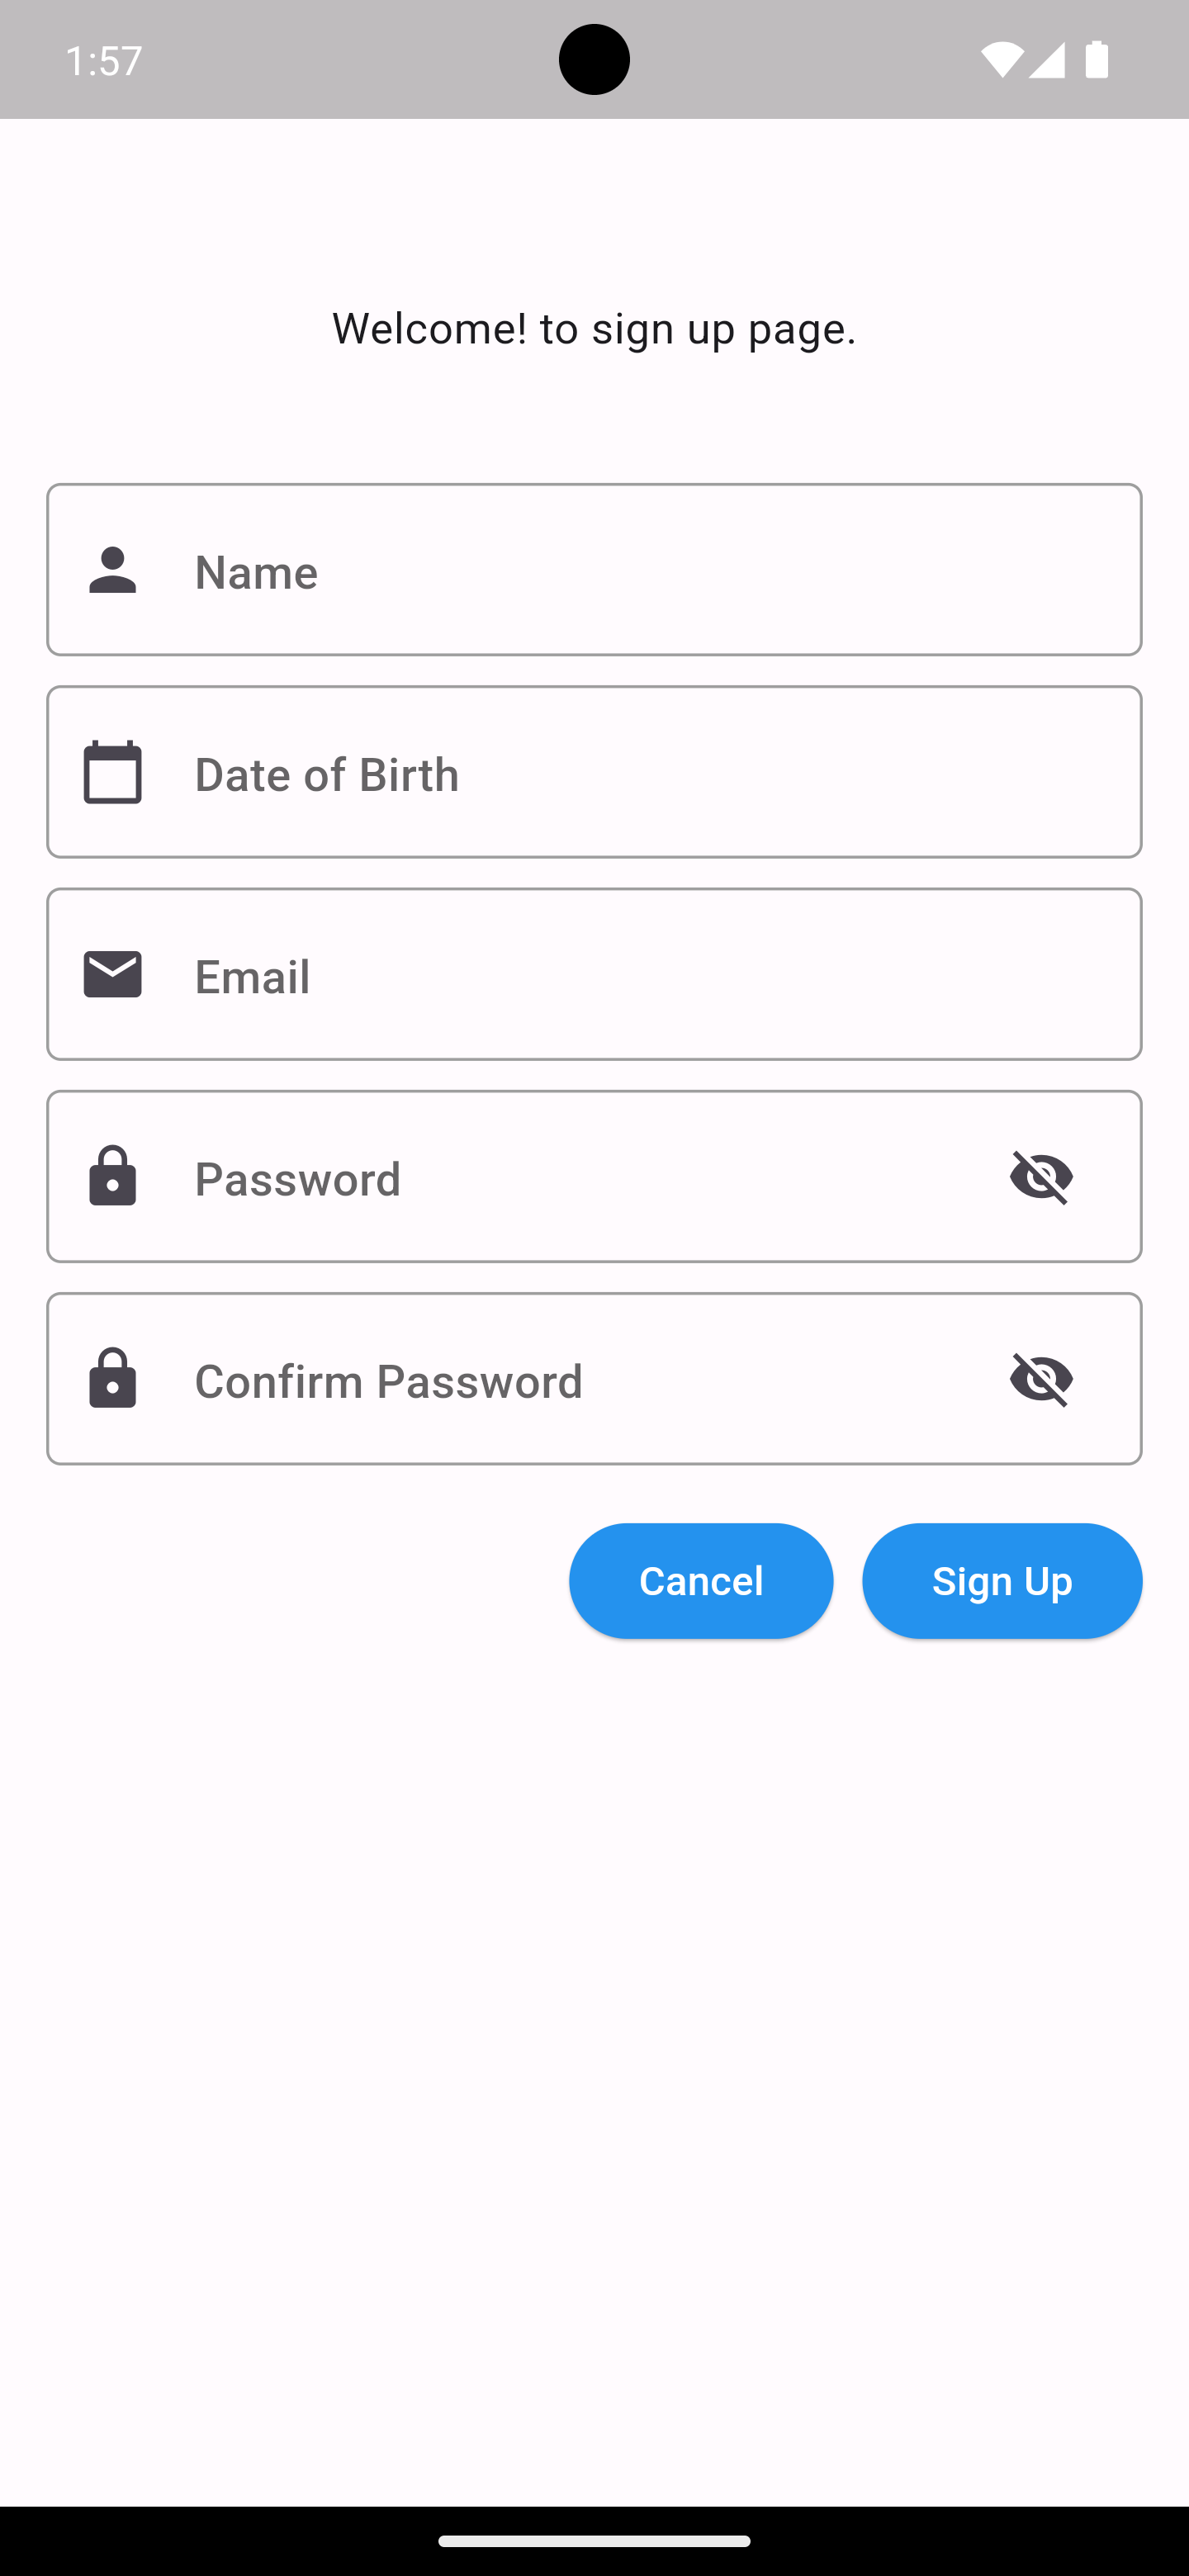 1:57
Welcome! to sign up page.
Name
Date of Birth
Email
Password
Confirm Password
Cancel Sign Up